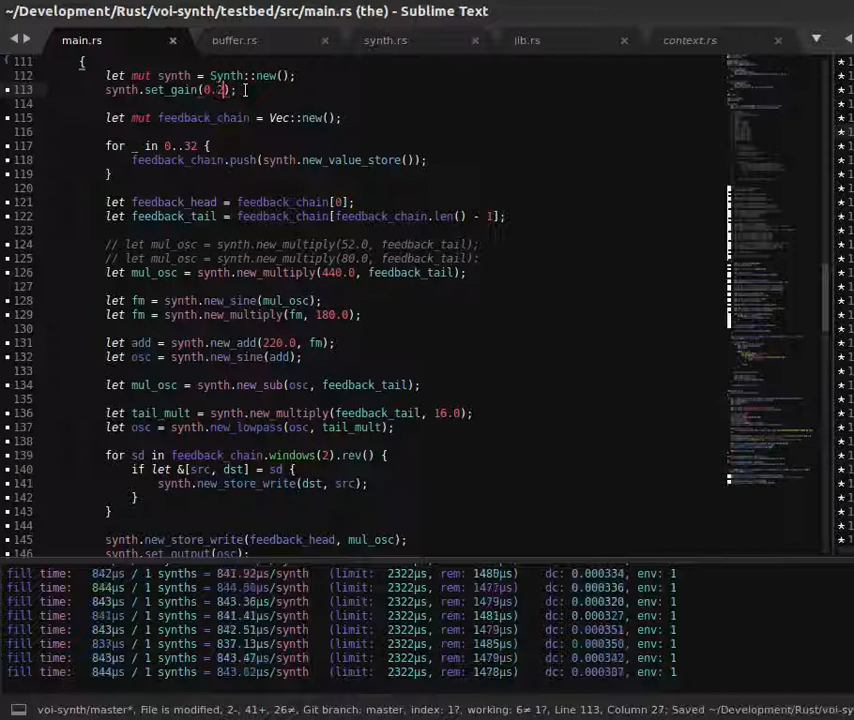 ~/Development/Rust/voi-synth/testbed/src/main.rs (the) - Sublime Text
main.rs × buffer.rs × synth.rs × lib.rs × context.rs ×
111 {
112 let mut synth = Synth::new();
113 synth.set_gain(0.2);
114
115 let mut feedback_chain = Vec::new();
116
117 for _ in 0..32 {
118 feedback_chain.push(synth.new_value_store());
119 }
120
121 let feedback_head = feedback_chain[0];
122 let feedback_tail = feedback_chain[feedback_chain.len() - 1];
123
124 // let mul_osc = synth.new_multiply(52.0, feedback_tail);
125 // let mul_osc = synth.new_multiply(80.0, feedback_tail);
126 let mul_osc = synth.new_multiply(440.0, feedback_tail);
127
128 let fm = synth.new_sine(mul_osc);
129 let fm = synth.new_multiply(fm, 180.0);
130
131 let add = synth.new_add(220.0, fm);
132 let osc = synth.new_sine(add);
133
134 let mul_osc = synth.new_sub(osc, feedback_tail);
135
136 let tail_mult = synth.new_multiply(feedback_tail, 16.0);
137 let osc = synth.new_lowpass(osc, tail_mult);
138
139 for sd in feedback_chain.windows(2).rev() {
140 if let &[src, dst] = sd {
141 synth.new_store_write(dst, src);
142 }
143 }
144
145 synth.new_store_write(feedback_head, mul_osc);
146 synth.set_output(osc);
fill time: 842µs / 1 synths = 841.92µs/synth (limit: 2322µs, rem: 1480µs) dc: 0.000334, env: 1
fill time: 844µs / 1 synths = µs/synth (limit: 2322µs, rem: 1477µs) dc: 0.000336, env: 1
fill time: 843µs / 1 synths = 843.36µs/synth (limit: 2322µs, rem: 1479µs) dc: 0.000320, env: 1
fill time: 841µs / 1 synths = 841.41µs/synth (limit: 2322µs, rem: 1481µs) dc: 0.000327, env: 1
fill time: 843µs / 1 synths = 842.51µs/synth (limit: 2322µs, rem: 1479µs) dc: 0.000351, env: 1
fill time: 837µs / 1 synths = 837.13µs/synth (limit: 2322µs, rem: 1485µs) dc: 0.000350, env: 1
fill time: 843µs / 1 synths = 843.47µs/synth (limit: 2322µs, rem: 1479µs) dc: 0.000342, env: 1
fill time: 844µs / 1 synths = µs/synth (limit: 2322µs, rem: 1478µs) dc: env: 1
voi-synth/master*, File is modified, 2-, 41+, 26≠, Git branch: master, index: 1?, working: 6≠ 1?, Line 113, Column 27; Saved ~/Development/Rust/voi-sy